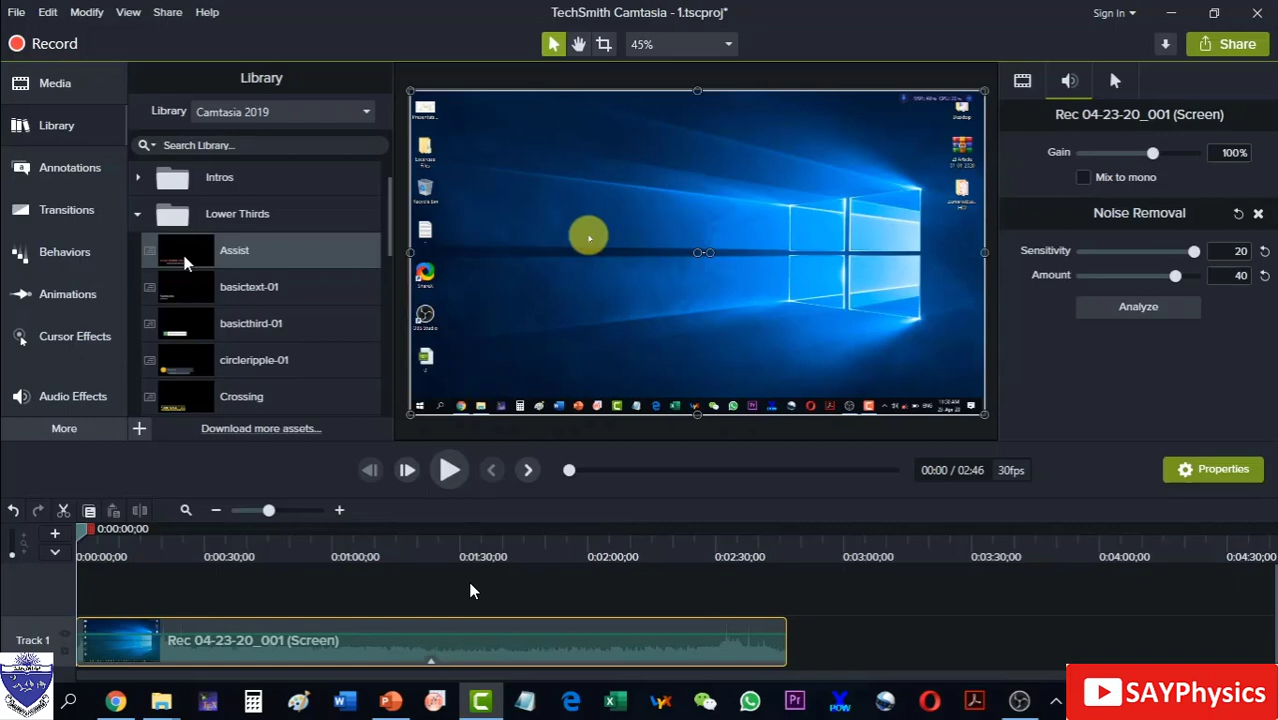 File Edit Modify View Share Help
TechSmith Camtasia - 1.tscproj*
Sign In
Record
45%
Share
Media
Library
Annotations
Transitions
Behaviors
Animations
Cursor Effects
Audio Effects
More
Library
Library Camtasia 2019
Search Library...
Intros
Lower Thirds
Assist
basictext-01
basicthird-01
circleripple-01
Crossing
Download more assets...
Rec 04-23-20_001 (Screen)
Gain 100%
Mix to mono
Noise Removal
Sensitivity 20
Amount 40
Analyze
00:00 / 02:46 30fps
Properties
0:00:00;00
0:00:00;00 0:00:30;00 0:01:00;00 0:01:30;00 0:02:00;00 0:02:30;00 0:03:00;00 0:03:30;00 0:04:00;00 0:04:30;00
Track 1
Rec 04-23-20_001 (Screen)
SAYPhysics